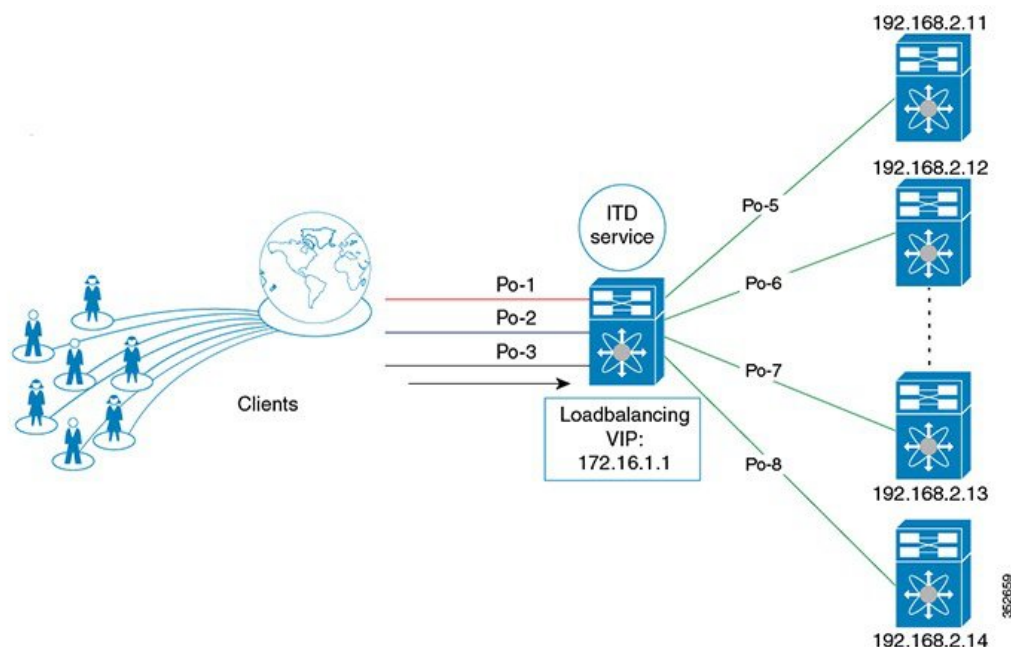 192.168.2.11
192.168.2.12
ITD
service
Po-5
Po-1
Po-6
Po-2
Po-3
Po-7
Clients
Loadbalancing
VIP:
172.16.1.1
Po-8
192.168.2.13
192.168.2.14
352659